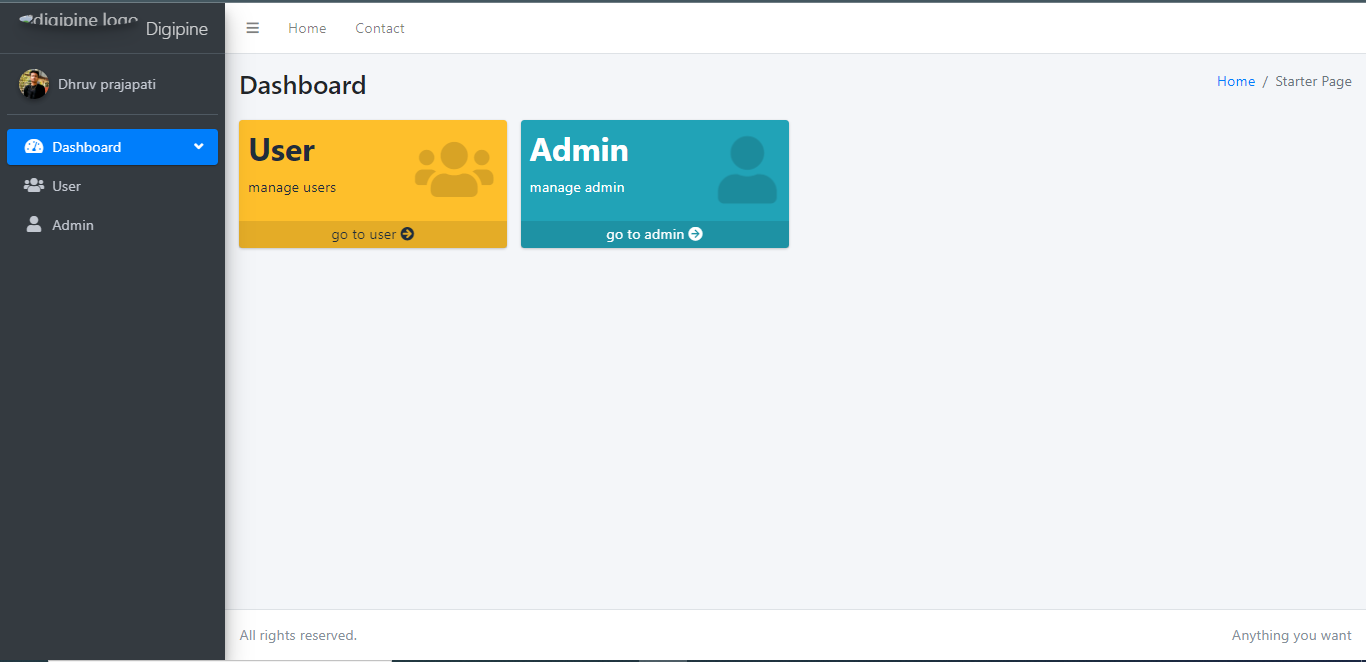 digipine logo Digipine
Home Contact
Dhruv prajapati
Dashboard
User
Admin
Dashboard
Home / Starter Page
User
manage users
go to user
Admin
manage admin
go to admin
All rights reserved.
Anything you want